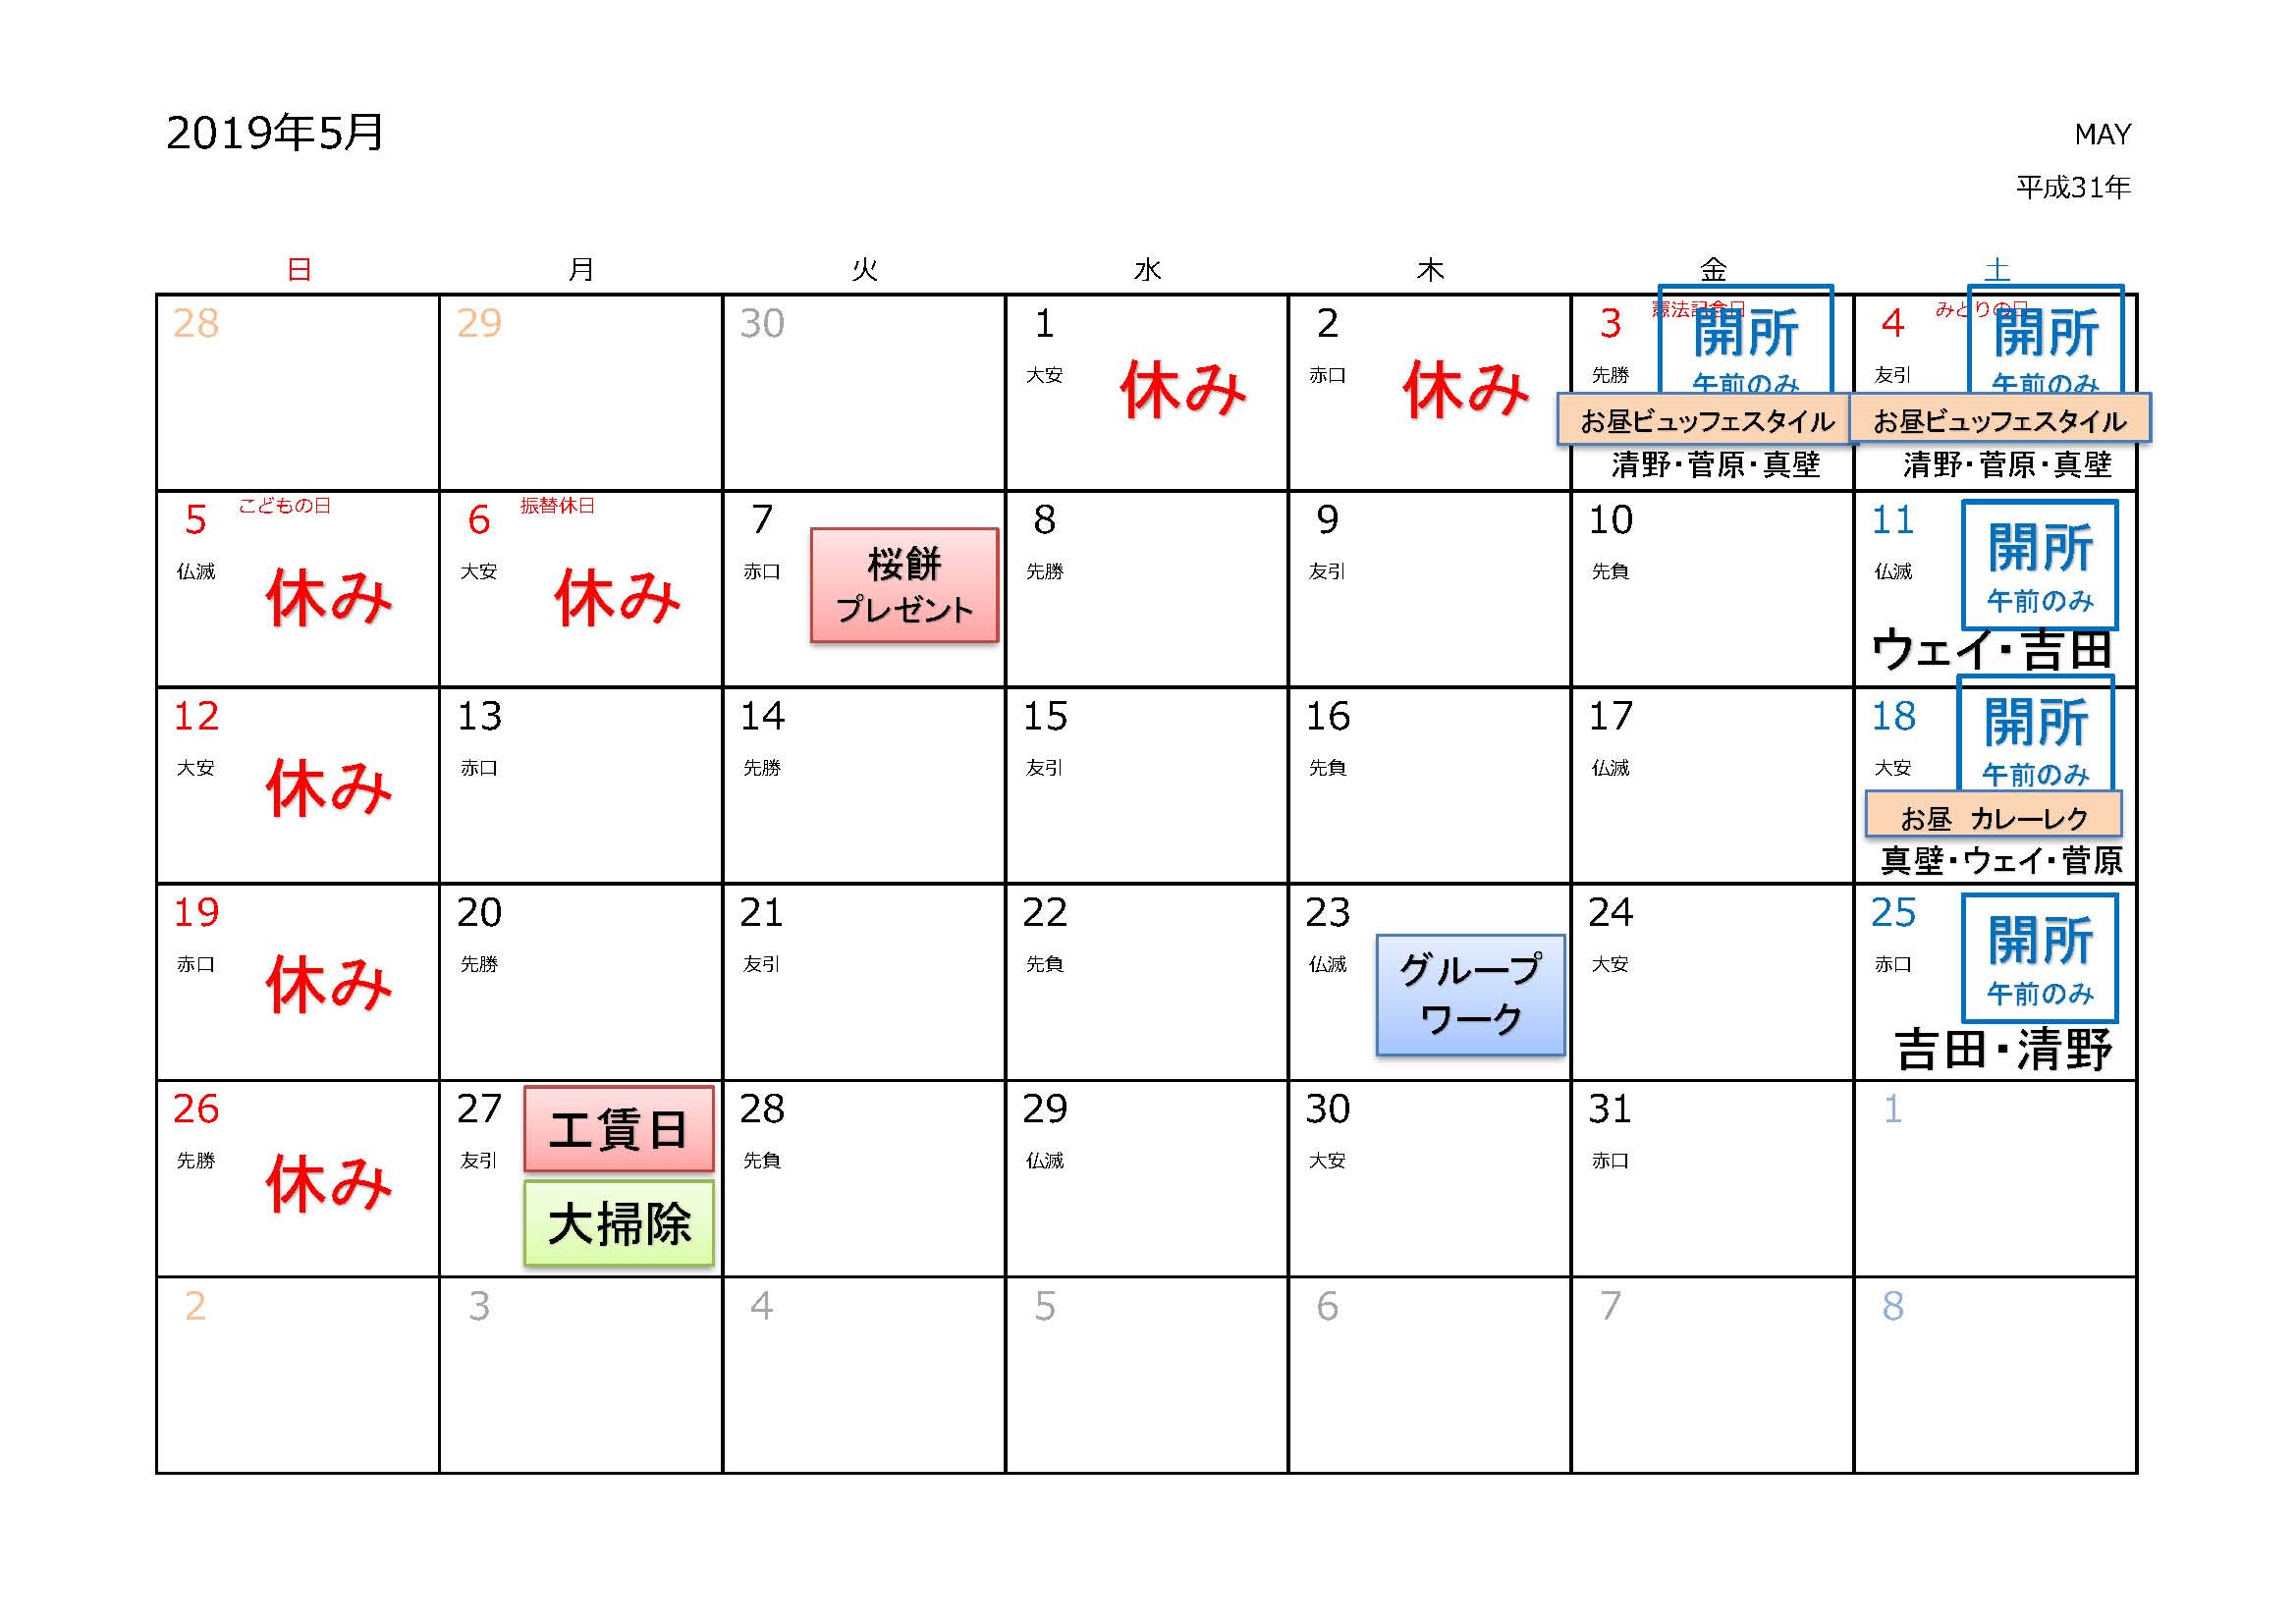 2019年5月
MAY
平成31年
日 月 火 水 木 金 土
28 29 30 1 2 3 憲法記念日 4 みどりの日
大安 赤口 先勝 友引
休み 休み 開所 開所
午前のみ 午前のみ
お昼ビュッフェスタイル お昼ビュッフェスタイル
清野・菅原・真壁 清野・菅原・真壁
5 こどもの日 6 振替休日 7 8 9 10 11
仏滅 大安 赤口 先勝 友引 先負 仏滅
休み 休み 桜餅 開所
プレゼント 午前のみ
ウェイ・吉田
12 13 14 15 16 17 18
大安 赤口 先勝 友引 先負 仏滅 大安
休み 開所
午前のみ
お昼 カレーレク
真壁・ウェイ・菅原
19 20 21 22 23 24 25
赤口 先勝 友引 先負 仏滅 大安 赤口
休み グループ 開所
ワーク 午前のみ
吉田・清野
26 27 28 29 30 31 1
先勝 友引 先負 仏滅 大安 赤口
休み 工賃日
大掃除
2 3 4 5 6 7 8